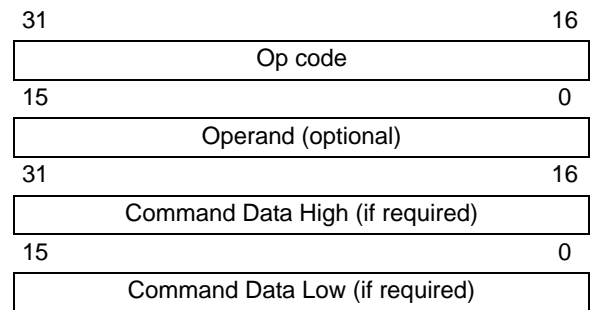 31 16
Op code
15 0
Operand (optional)
31 16
Command Data High (if required)
15 0
Command Data Low (if required)